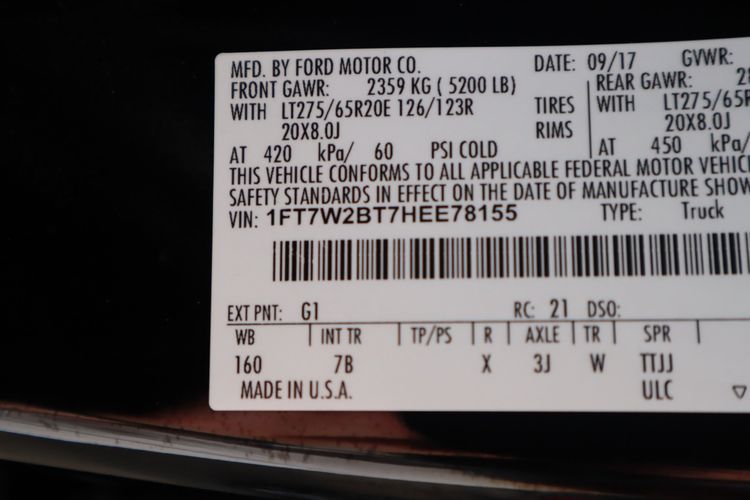 MFD. BY FORD MOTOR CO. DATE: 09/17 GVWR:
FRONT GAWR: 2359 KG ( 5200 LB) REAR GAWR:
WITH LT275/65R20E 126/123R TIRES WITH LT275/65R
20X8.0J RIMS 20X8.0J
AT 420 kPa/ 60 PSI COLD AT 450 kPa/
THIS VEHICLE CONFORMS TO ALL APPLICABLE FEDERAL MOTOR VEHIC
SAFETY STANDARDS IN EFFECT ON THE DATE OF MANUFACTURE SHOW
VIN: 1FT7W2BT7HEE78155 TYPE: Truck
EXT PNT: G1 RC: 21 DSO:
WB INT TR TP/PS R AXLE TR SPR
160 7B X 3J W TTJJ
MADE IN U.S.A. ULC